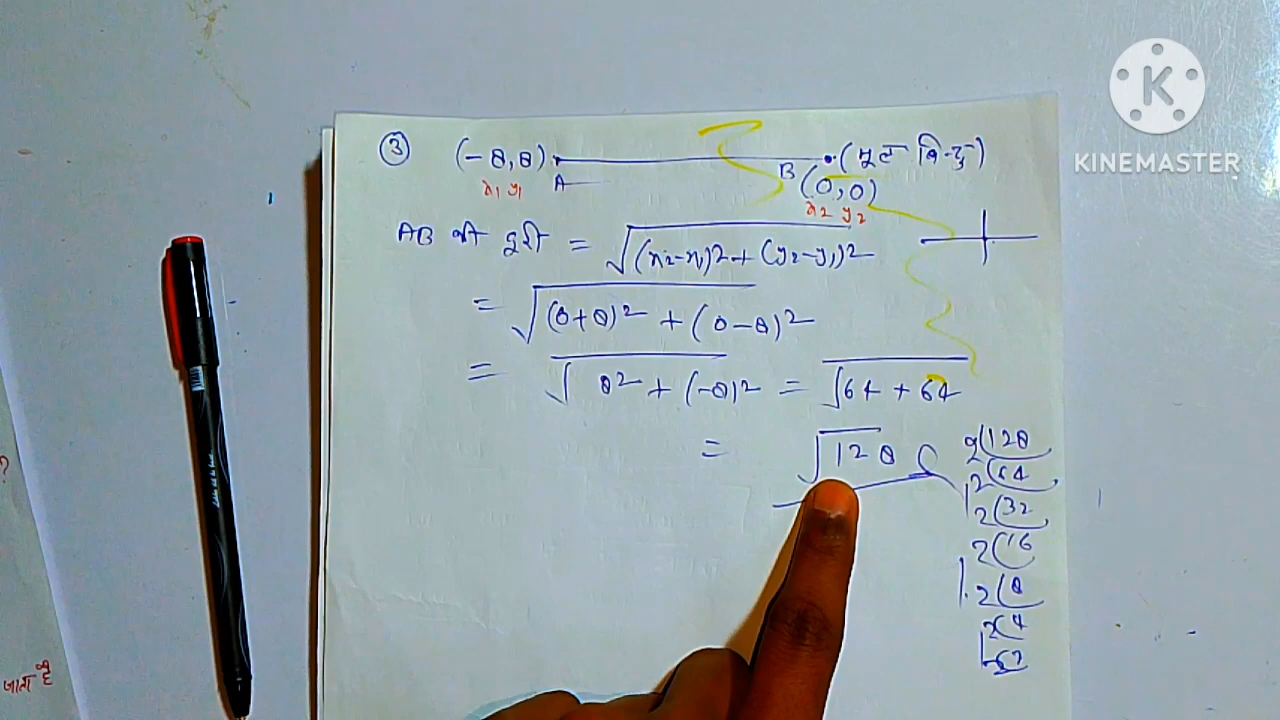 ③ (-8,8) (मूल बिन्दु)
A B (0,0)
x₁ y₁ x₂ y₂
AB की दूरी = √(x₂-x₁)² + (y₂-y₁)²
= √(0+8)² + (0-8)²
= √8² + (-8)² = √64 + 64
= √128
2(128
2(64
2(32
2(16
2(8
2(4
2
K
KINEMASTER
?
जाता है